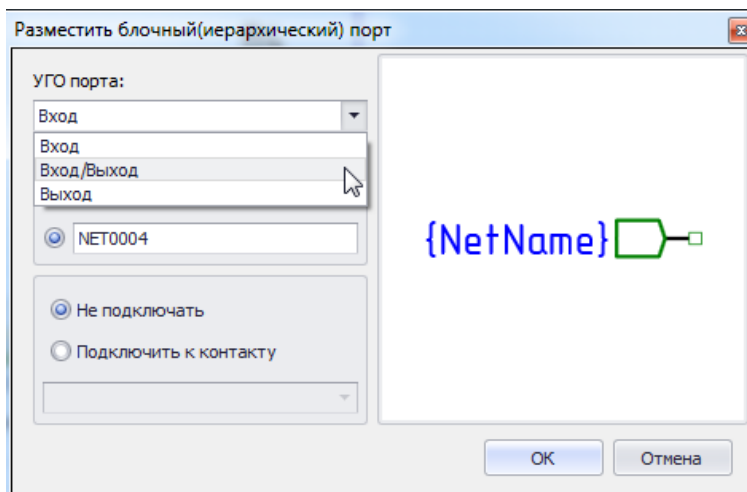 Разместить блочный(иерархический) порт
УГО порта:
Вход
Вход
Вход/Выход
Выход
NET0004
{NetName}
Не подключать
Подключить к контакту
OK
Отмена